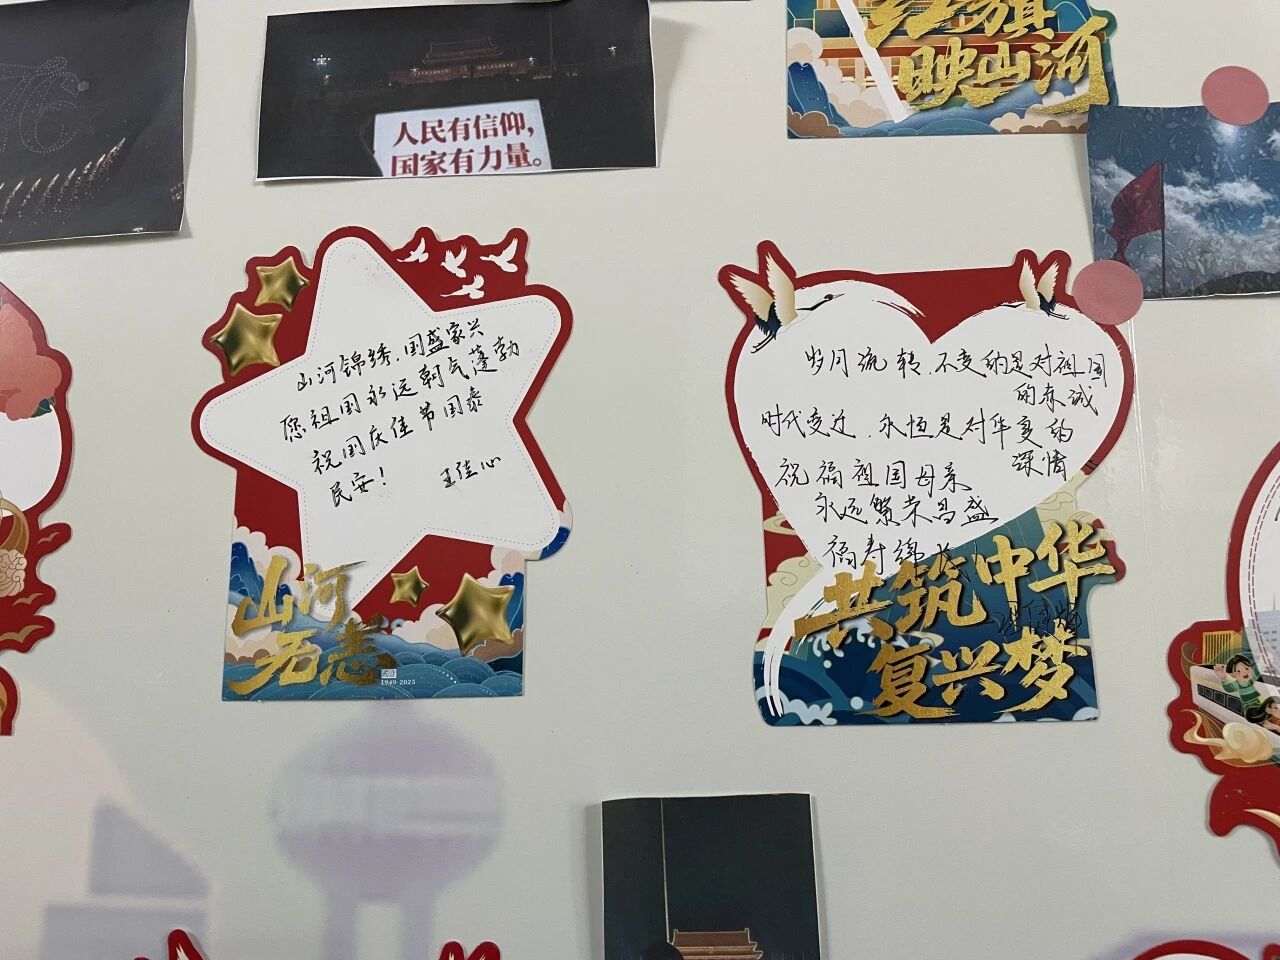 人民有信仰，
国家有力量。
红旗
映山河
山河锦绣，国盛家兴
愿祖国永远朝气蓬勃
祝国庆佳节国泰
民安！
王佳心
山河
无恙
1949-2025
岁月流转，不变的是对祖国
的赤诚
时代变迁，永恒是对华夏的
深情
祝福祖国母亲
永远繁荣昌盛
福寿绵长
共筑中华
复兴梦